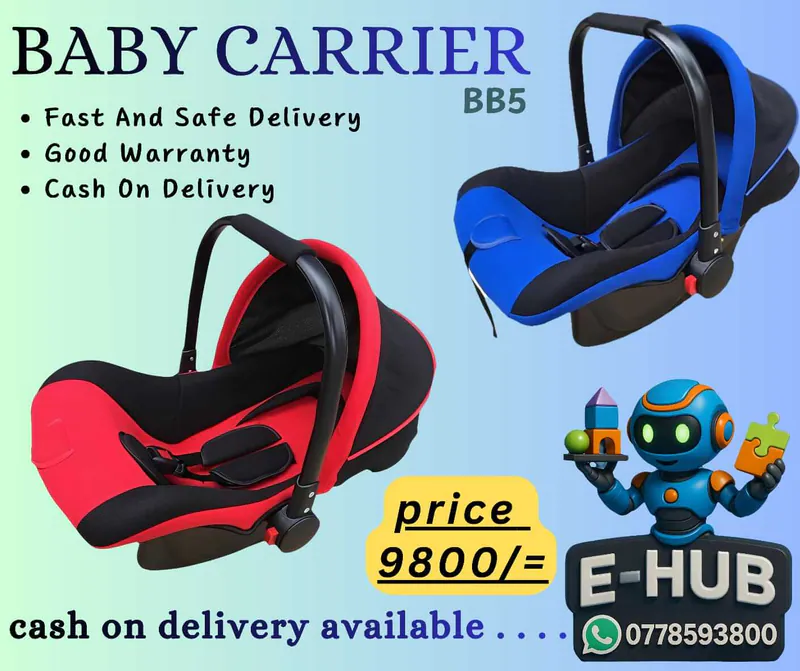 BABY CARRIER
BB5
• Fast And Safe Delivery
• Good Warranty
• Cash On Delivery
price
9800/=
E-HUB
0778593800
cash on delivery available . . . .